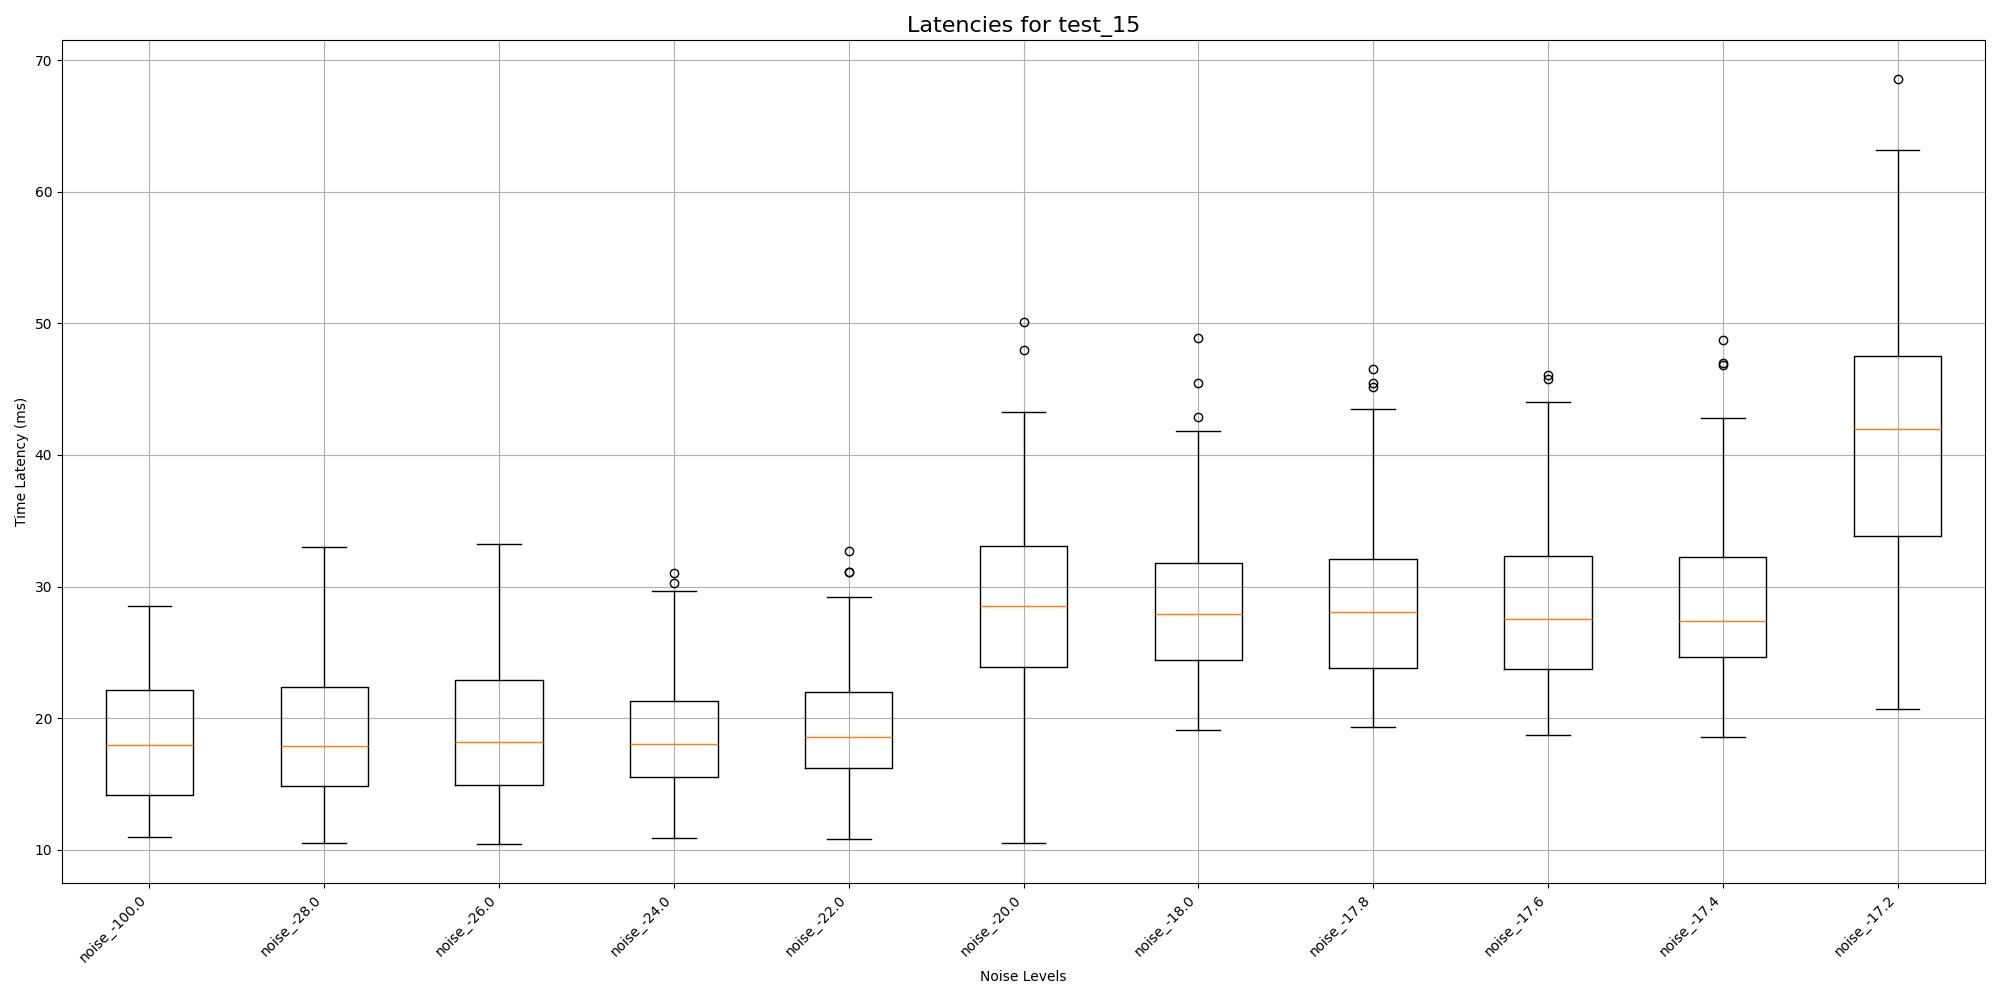 Latencies for test_15
Time Latency (ms)
70
60
50
40
30
20
10
noise_-100.0
noise_-28.0
noise_-26.0
noise_-24.0
noise_-22.0
noise_-20.0
noise_-18.0
noise_-17.8
noise_-17.6
noise_-17.4
noise_-17.2
Noise Levels